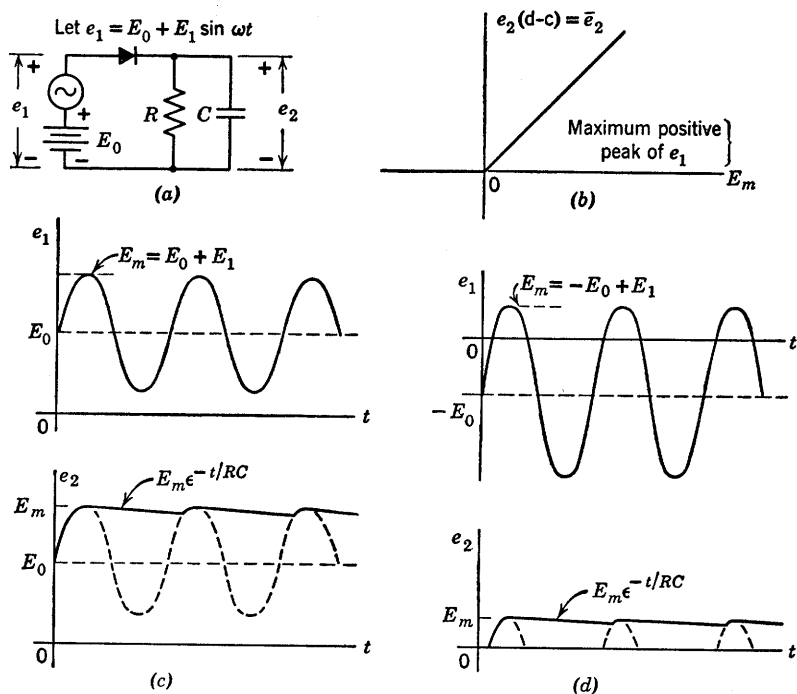 Let e₁ = E₀ + E₁ sin ωt
+ +
e₁
+
R C e₂
E₀
− − −
(a)
e₂ (d-c) = ē₂
Maximum positive
peak of e₁
0 Eₘ
(b)
e₁
Eₘ = E₀ + E₁
E₀
0 t
e₁
Eₘ = −E₀ + E₁
0 t
−E₀
e₂
Eₘϵ^−t/RC
Eₘ
E₀
0 t
(c)
e₂
Eₘϵ^−t/RC
Eₘ
0 t
(d)